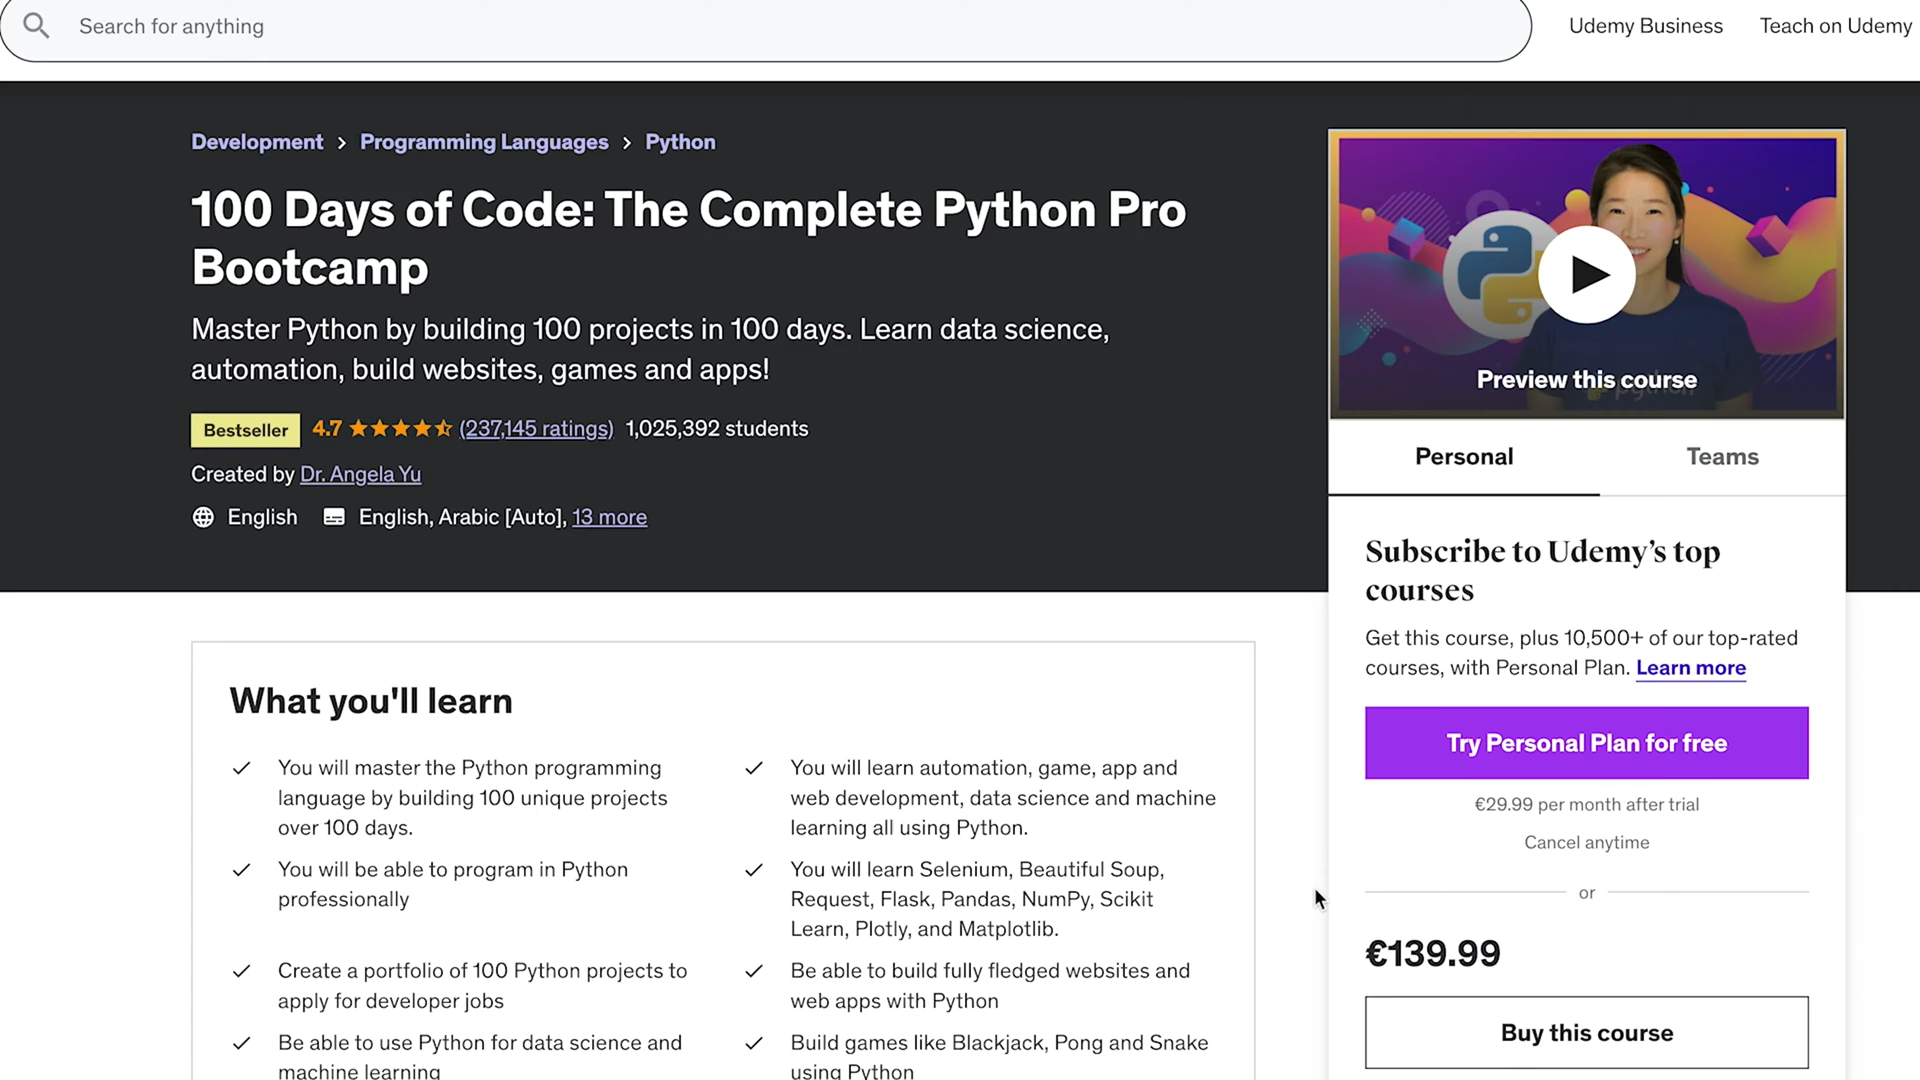 Search for anything
Udemy Business
Teach on Udemy
Development > Programming Languages > Python
100 Days of Code: The Complete Python Pro
Bootcamp
Master Python by building 100 projects in 100 days. Learn data science,
automation, build websites, games and apps!
Bestseller 4.7 (237,145 ratings) 1,025,392 students
Created by Dr. Angela Yu
English English, Arabic [Auto], 13 more
What you'll learn
You will master the Python programming
language by building 100 unique projects
over 100 days.
You will be able to program in Python
professionally
Create a portfolio of 100 Python projects to
apply for developer jobs
Be able to use Python for data science and
machine learning
You will learn automation, game, app and
web development, data science and machine
learning all using Python.
You will learn Selenium, Beautiful Soup,
Request, Flask, Pandas, NumPy, Scikit
Learn, Plotly, and Matplotlib.
Be able to build fully fledged websites and
web apps with Python
Build games like Blackjack, Pong and Snake
using Python
Preview this course
python
Personal
Teams
Subscribe to Udemy’s top
courses
Get this course, plus 10,500+ of our top-rated
courses, with Personal Plan. Learn more
Try Personal Plan for free
€29.99 per month after trial
Cancel anytime
or
€139.99
Buy this course